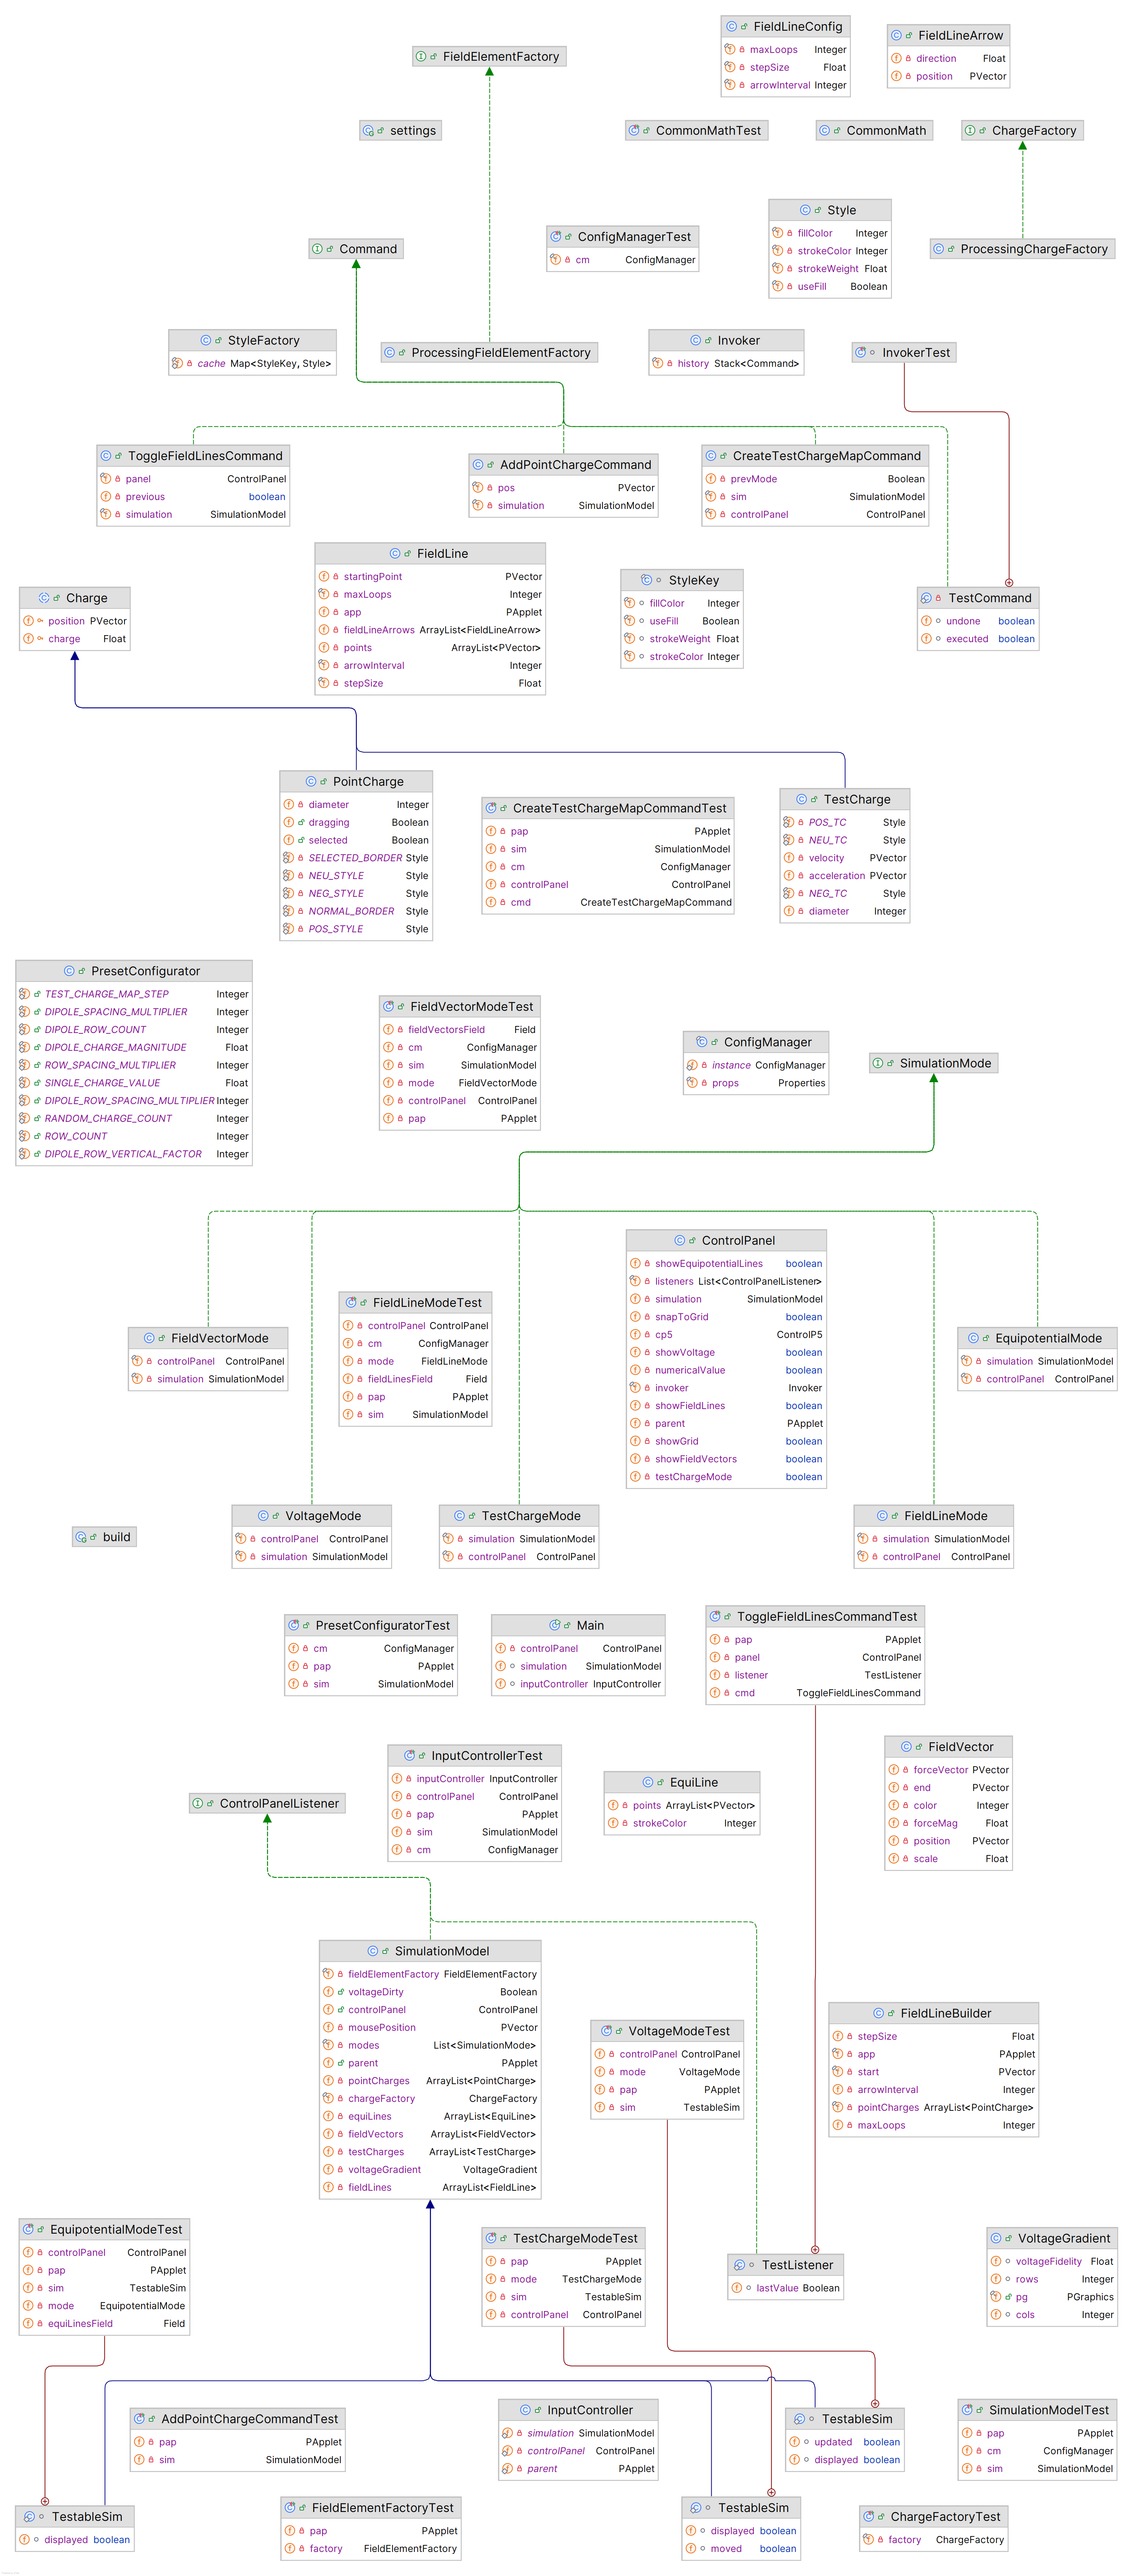 FieldLineConfig
maxLoops Integer
stepSize Float
arrowInterval Integer
FieldLineArrow
direction Float
position PVector
FieldElementFactory
settings
CommonMathTest
CommonMath
ChargeFactory
Style
fillColor Integer
strokeColor Integer
strokeWeight Float
useFill Boolean
Command
ConfigManagerTest
cm ConfigManager
ProcessingChargeFactory
StyleFactory
cache Map<StyleKey, Style>
ProcessingFieldElementFactory
Invoker
history Stack<Command>
InvokerTest
ToggleFieldLinesCommand
panel ControlPanel
previous boolean
simulation SimulationModel
AddPointChargeCommand
pos PVector
simulation SimulationModel
CreateTestChargeMapCommand
prevMode Boolean
sim SimulationModel
controlPanel ControlPanel
FieldLine
startingPoint PVector
maxLoops Integer
app PApplet
fieldLineArrows ArrayList<FieldLineArrow>
points ArrayList<PVector>
arrowInterval Integer
stepSize Float
Charge
position PVector
charge Float
StyleKey
fillColor Integer
useFill Boolean
strokeWeight Float
strokeColor Integer
TestCommand
undone boolean
executed boolean
PointCharge
diameter Integer
dragging Boolean
selected Boolean
SELECTED_BORDER Style
NEU_STYLE Style
NEG_STYLE Style
NORMAL_BORDER Style
POS_STYLE Style
CreateTestChargeMapCommandTest
pap PApplet
sim SimulationModel
cm ConfigManager
controlPanel ControlPanel
cmd CreateTestChargeMapCommand
TestCharge
POS_TC Style
NEU_TC Style
velocity PVector
acceleration PVector
NEG_TC Style
diameter Integer
PresetConfigurator
TEST_CHARGE_MAP_STEP Integer
DIPOLE_SPACING_MULTIPLIER Integer
DIPOLE_ROW_COUNT Integer
DIPOLE_CHARGE_MAGNITUDE Float
ROW_SPACING_MULTIPLIER Integer
SINGLE_CHARGE_VALUE Float
DIPOLE_ROW_SPACING_MULTIPLIER Integer
RANDOM_CHARGE_COUNT Integer
ROW_COUNT Integer
DIPOLE_ROW_VERTICAL_FACTOR Integer
FieldVectorModeTest
fieldVectorsField Field
cm ConfigManager
sim SimulationModel
mode FieldVectorMode
controlPanel ControlPanel
pap PApplet
ConfigManager
instance ConfigManager
props Properties
SimulationMode
ControlPanel
showEquipotentialLines boolean
listeners List<ControlPanelListener>
simulation SimulationModel
snapToGrid boolean
cp5 ControlP5
showVoltage boolean
numericalValue boolean
invoker Invoker
showFieldLines boolean
parent PApplet
showGrid boolean
showFieldVectors boolean
testChargeMode boolean
FieldLineModeTest
controlPanel ControlPanel
cm ConfigManager
mode FieldLineMode
fieldLinesField Field
pap PApplet
sim SimulationModel
FieldVectorMode
controlPanel ControlPanel
simulation SimulationModel
EquipotentialMode
simulation SimulationModel
controlPanel ControlPanel
VoltageMode
controlPanel ControlPanel
simulation SimulationModel
TestChargeMode
simulation SimulationModel
controlPanel ControlPanel
FieldLineMode
simulation SimulationModel
controlPanel ControlPanel
build
PresetConfiguratorTest
cm ConfigManager
pap PApplet
sim SimulationModel
Main
controlPanel ControlPanel
simulation SimulationModel
inputController InputController
ToggleFieldLinesCommandTest
pap PApplet
panel ControlPanel
listener TestListener
cmd ToggleFieldLinesCommand
InputControllerTest
inputController InputController
controlPanel ControlPanel
pap PApplet
sim SimulationModel
cm ConfigManager
FieldVector
forceVector PVector
end PVector
color Integer
forceMag Float
position PVector
scale Float
EquiLine
points ArrayList<PVector>
strokeColor Integer
ControlPanelListener
SimulationModel
fieldElementFactory FieldElementFactory
voltageDirty Boolean
controlPanel ControlPanel
mousePosition PVector
modes List<SimulationMode>
parent PApplet
pointCharges ArrayList<PointCharge>
chargeFactory ChargeFactory
equiLines ArrayList<EquiLine>
fieldVectors ArrayList<FieldVector>
testCharges ArrayList<TestCharge>
voltageGradient VoltageGradient
fieldLines ArrayList<FieldLine>
VoltageModeTest
controlPanel ControlPanel
mode VoltageMode
pap PApplet
sim TestableSim
FieldLineBuilder
stepSize Float
app PApplet
start PVector
arrowInterval Integer
pointCharges ArrayList<PointCharge>
maxLoops Integer
EquipotentialModeTest
controlPanel ControlPanel
pap PApplet
sim TestableSim
mode EquipotentialMode
equiLinesField Field
TestChargeModeTest
pap PApplet
mode TestChargeMode
sim TestableSim
controlPanel ControlPanel
TestListener
lastValue Boolean
VoltageGradient
voltageFidelity Float
rows Integer
pg PGraphics
cols Integer
AddPointChargeCommandTest
pap PApplet
sim SimulationModel
InputController
simulation SimulationModel
controlPanel ControlPanel
parent PApplet
TestableSim
updated boolean
displayed boolean
SimulationModelTest
pap PApplet
cm ConfigManager
sim SimulationModel
TestableSim
displayed boolean
FieldElementFactoryTest
pap PApplet
factory FieldElementFactory
TestableSim
displayed boolean
moved boolean
ChargeFactoryTest
factory ChargeFactory